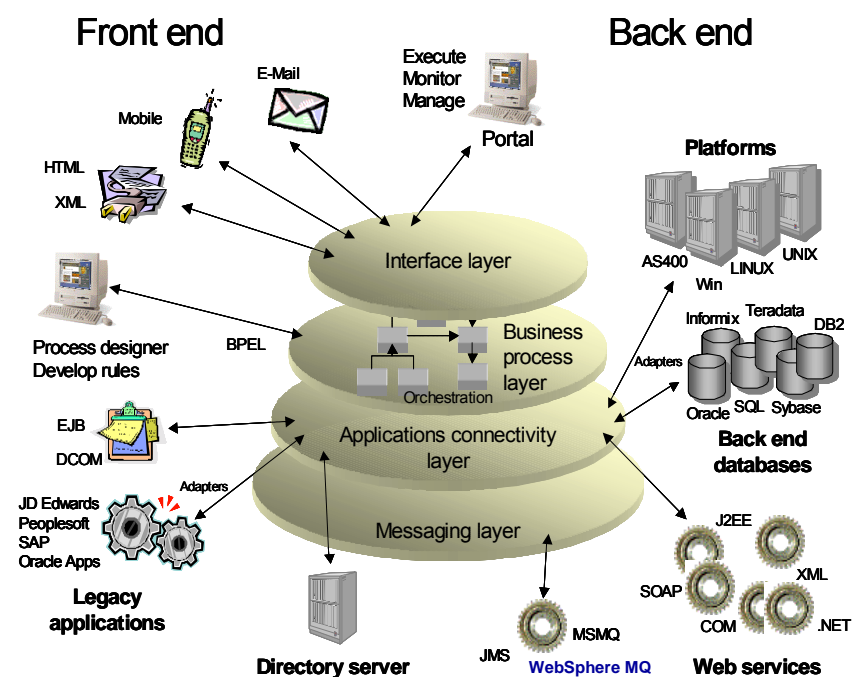 Front end
Back end
E-Mail
Execute
Monitor
Manage
Mobile
Portal
HTML
XML
Platforms
Interface layer
AS400
Win
LINUX
UNIX
Process designer
Develop rules
BPEL
Business
process
layer
Orchestration
Informix
Teradata
DB2
Adapters
Oracle
SQL
Sybase
Back end
databases
EJB
DCOM
Applications connectivity
layer
Adapters
JD Edwards
Peoplesoft
SAP
Oracle Apps
Legacy
applications
Messaging layer
J2EE
XML
SOAP
COM
.NET
Web services
Directory server
JMS
MSMQ
WebSphere MQ